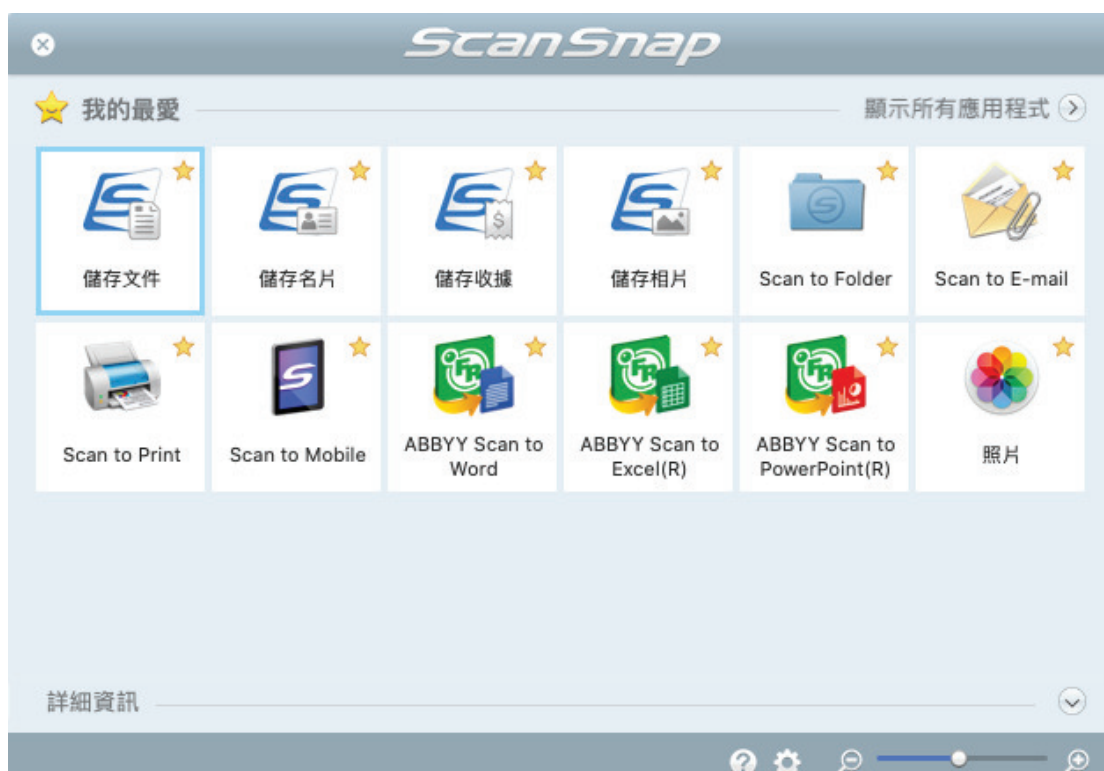 ScanSnap
我的最愛
顯示所有應用程式
儲存文件
儲存名片
儲存收據
儲存相片
Scan to Folder
Scan to E-mail
Scan to Print
Scan to Mobile
ABBYY Scan to
Word
ABBYY Scan to
Excel(R)
ABBYY Scan to
PowerPoint(R)
照片
詳細資訊